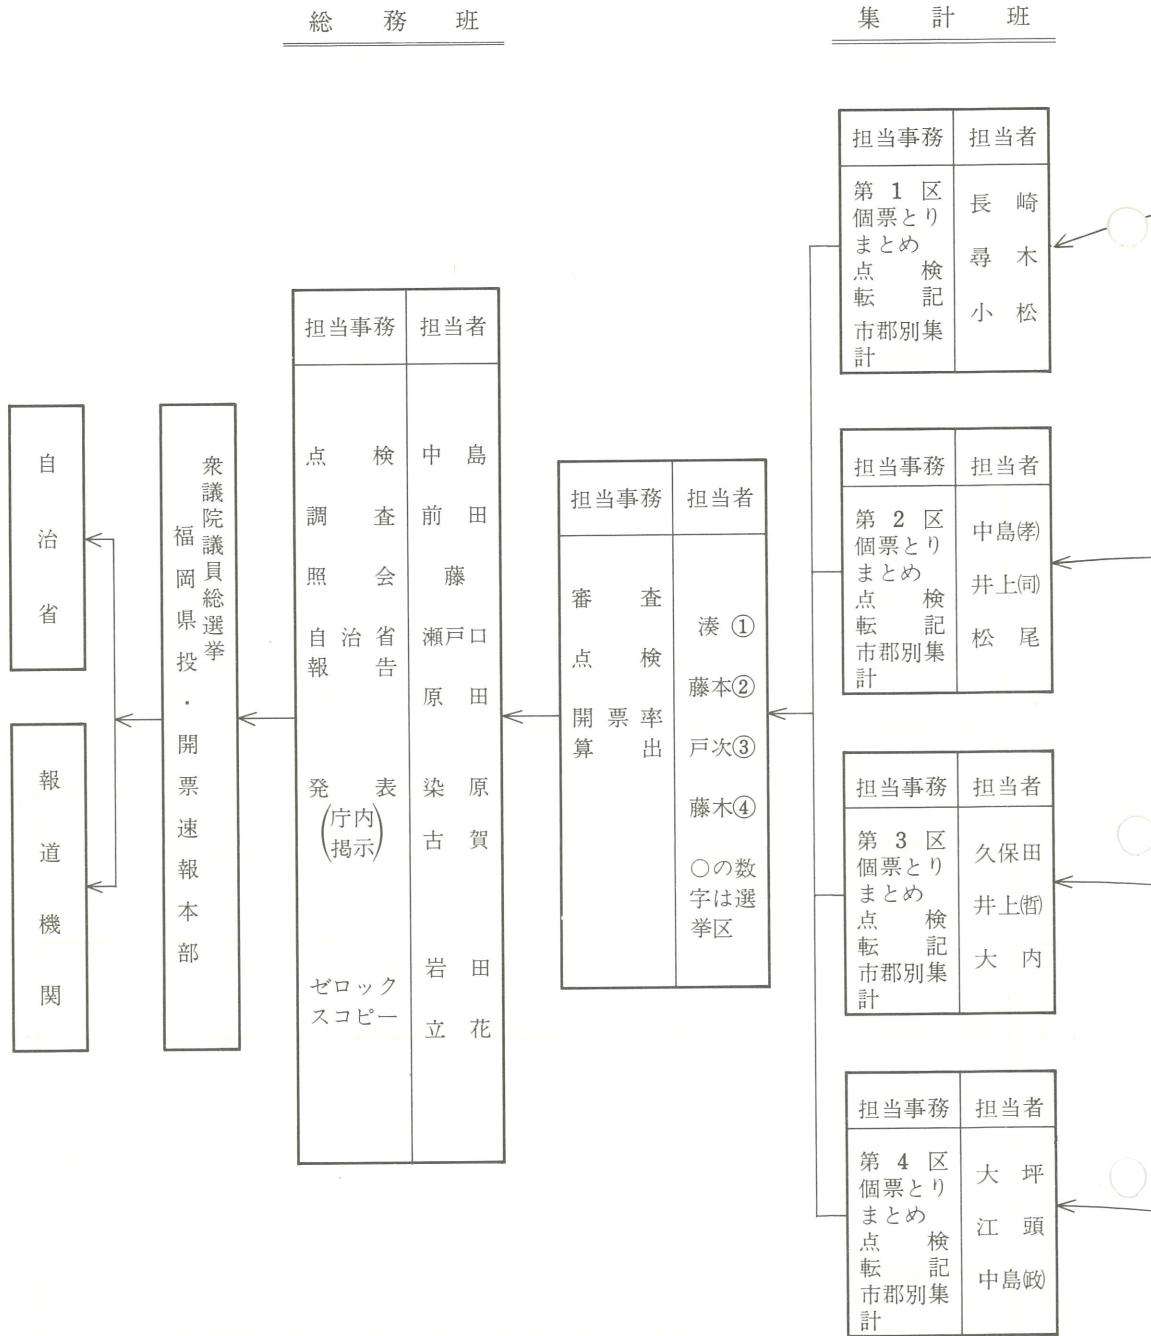 総務班
集計班
担当事務 担当者
第1区
個票とり
まとめ
点検
転記
市郡別集
計
長崎
尋木
小松
担当事務 担当者
第2区
個票とり
まとめ
点検
転記
市郡別集
計
中島(孝)
井上(司)
松尾
担当事務 担当者
第3区
個票とり
まとめ
点検
転記
市郡別集
計
久保田
井上(哲)
大内
担当事務 担当者
第4区
個票とり
まとめ
点検
転記
市郡別集
計
大坪
江頭
中島(政)
担当事務 担当者
審査
点検
開票率
算出
湊①
藤本②
戸次③
藤木④
○の数
字は選
挙区
担当事務 担当者
点検
調査
照会
自治省
報告
発表
(庁内
掲示)
ゼロック
スコピー
中島
前田
藤
瀬戸口
原田
染原
古賀
岩田
立花
衆議院議員総選挙
福岡県投・開票速報本部
自治省
報道機関